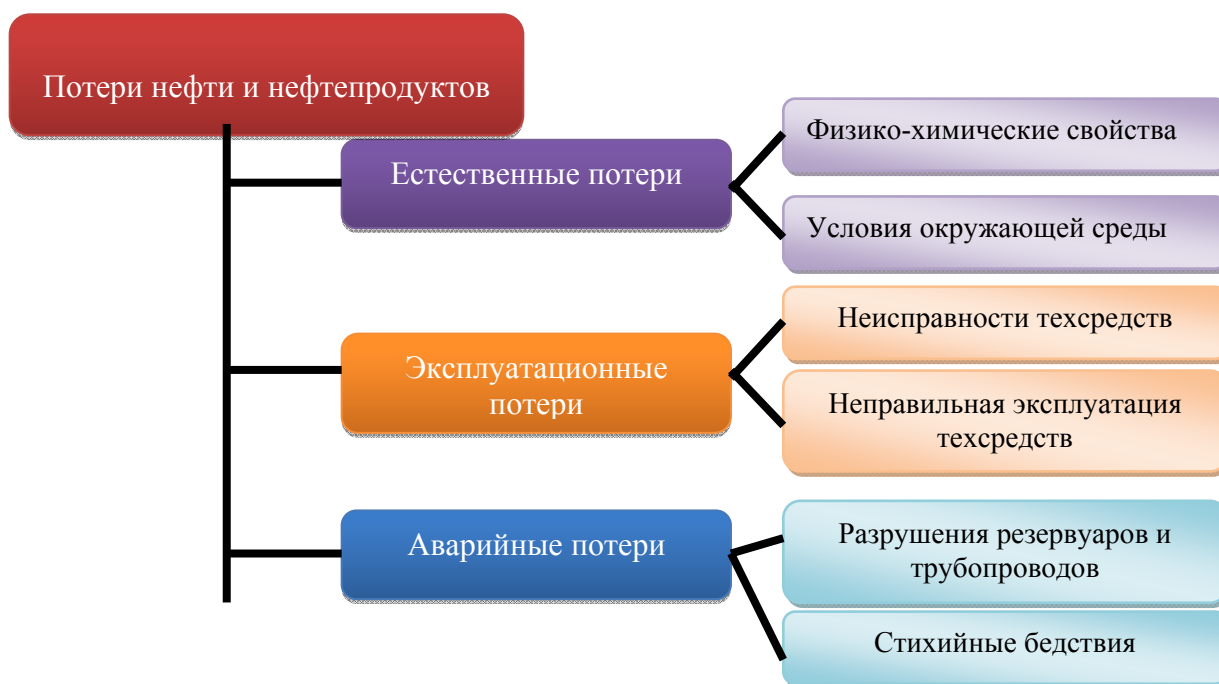 Потери нефти и нефтепродуктов
Естественные потери
Физико-химические свойства
Условия окружающей среды
Эксплуатационные
потери
Неисправности техсредств
Неправильная эксплуатация
техсредств
Аварийные потери
Разрушения резервуаров и
трубопроводов
Стихийные бедствия